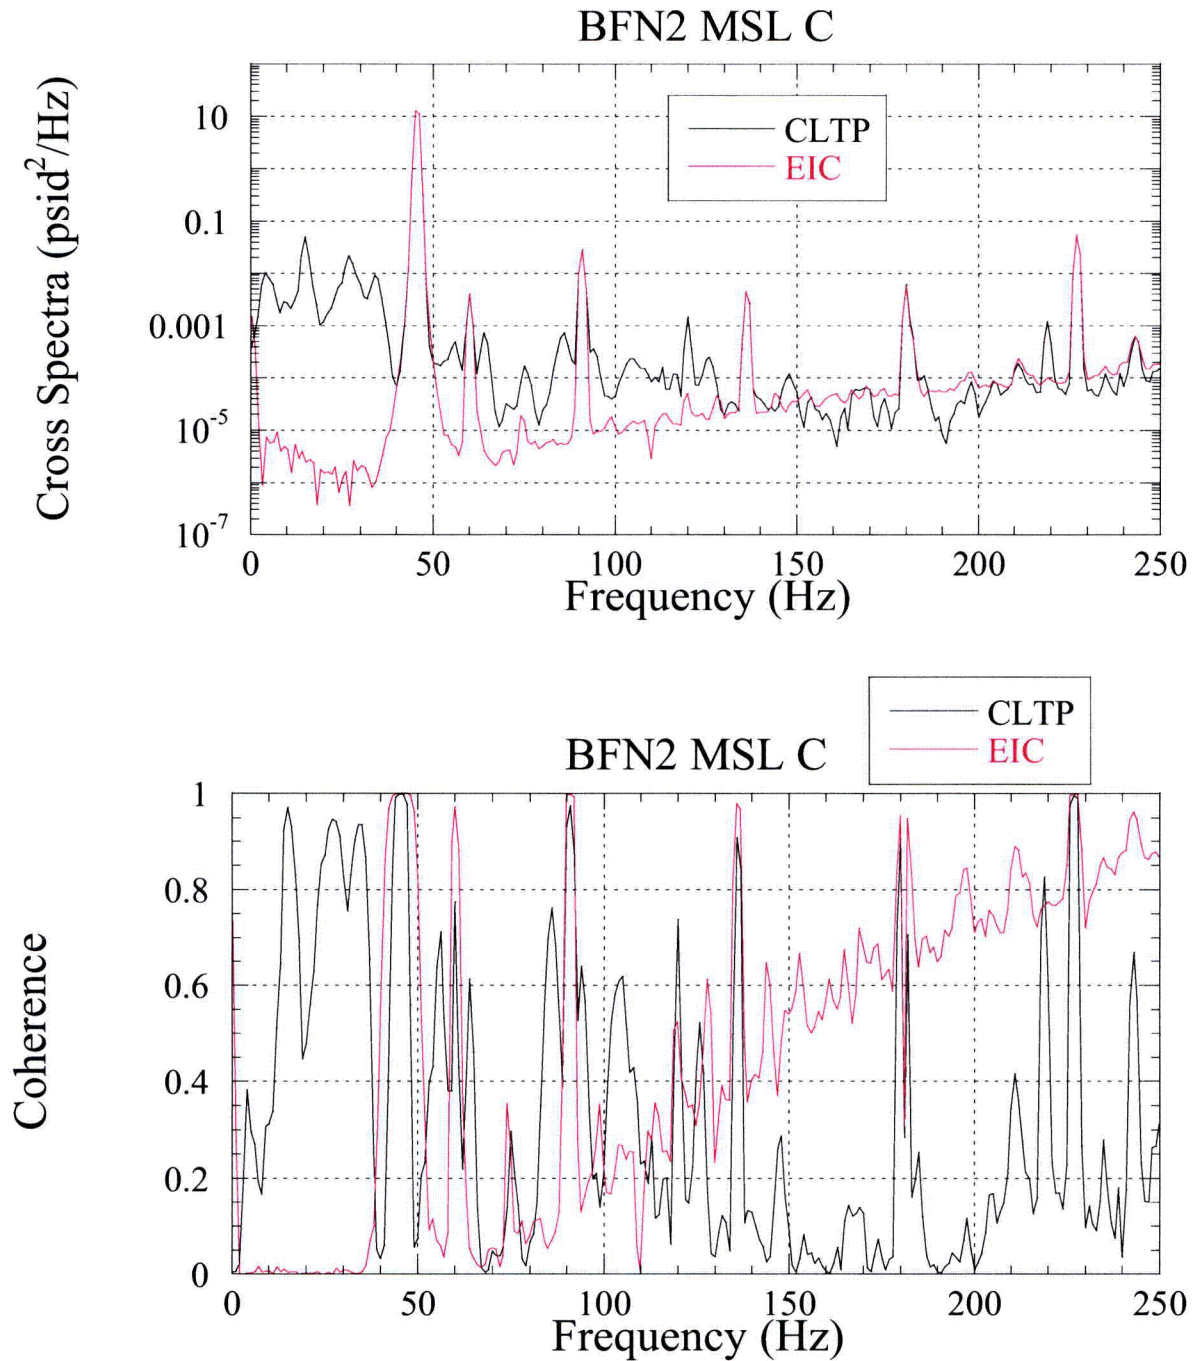 BFN2 MSL C
CLTP
EIC
Cross Spectra (psid²/Hz)
10
0.1
0.001
10⁻⁵
10⁻⁷
0 50 100 150 200 250
Frequency (Hz)
CLTP
EIC
BFN2 MSL C
Coherence
1
0.8
0.6
0.4
0.2
0
0 50 100 150 200 250
Frequency (Hz)